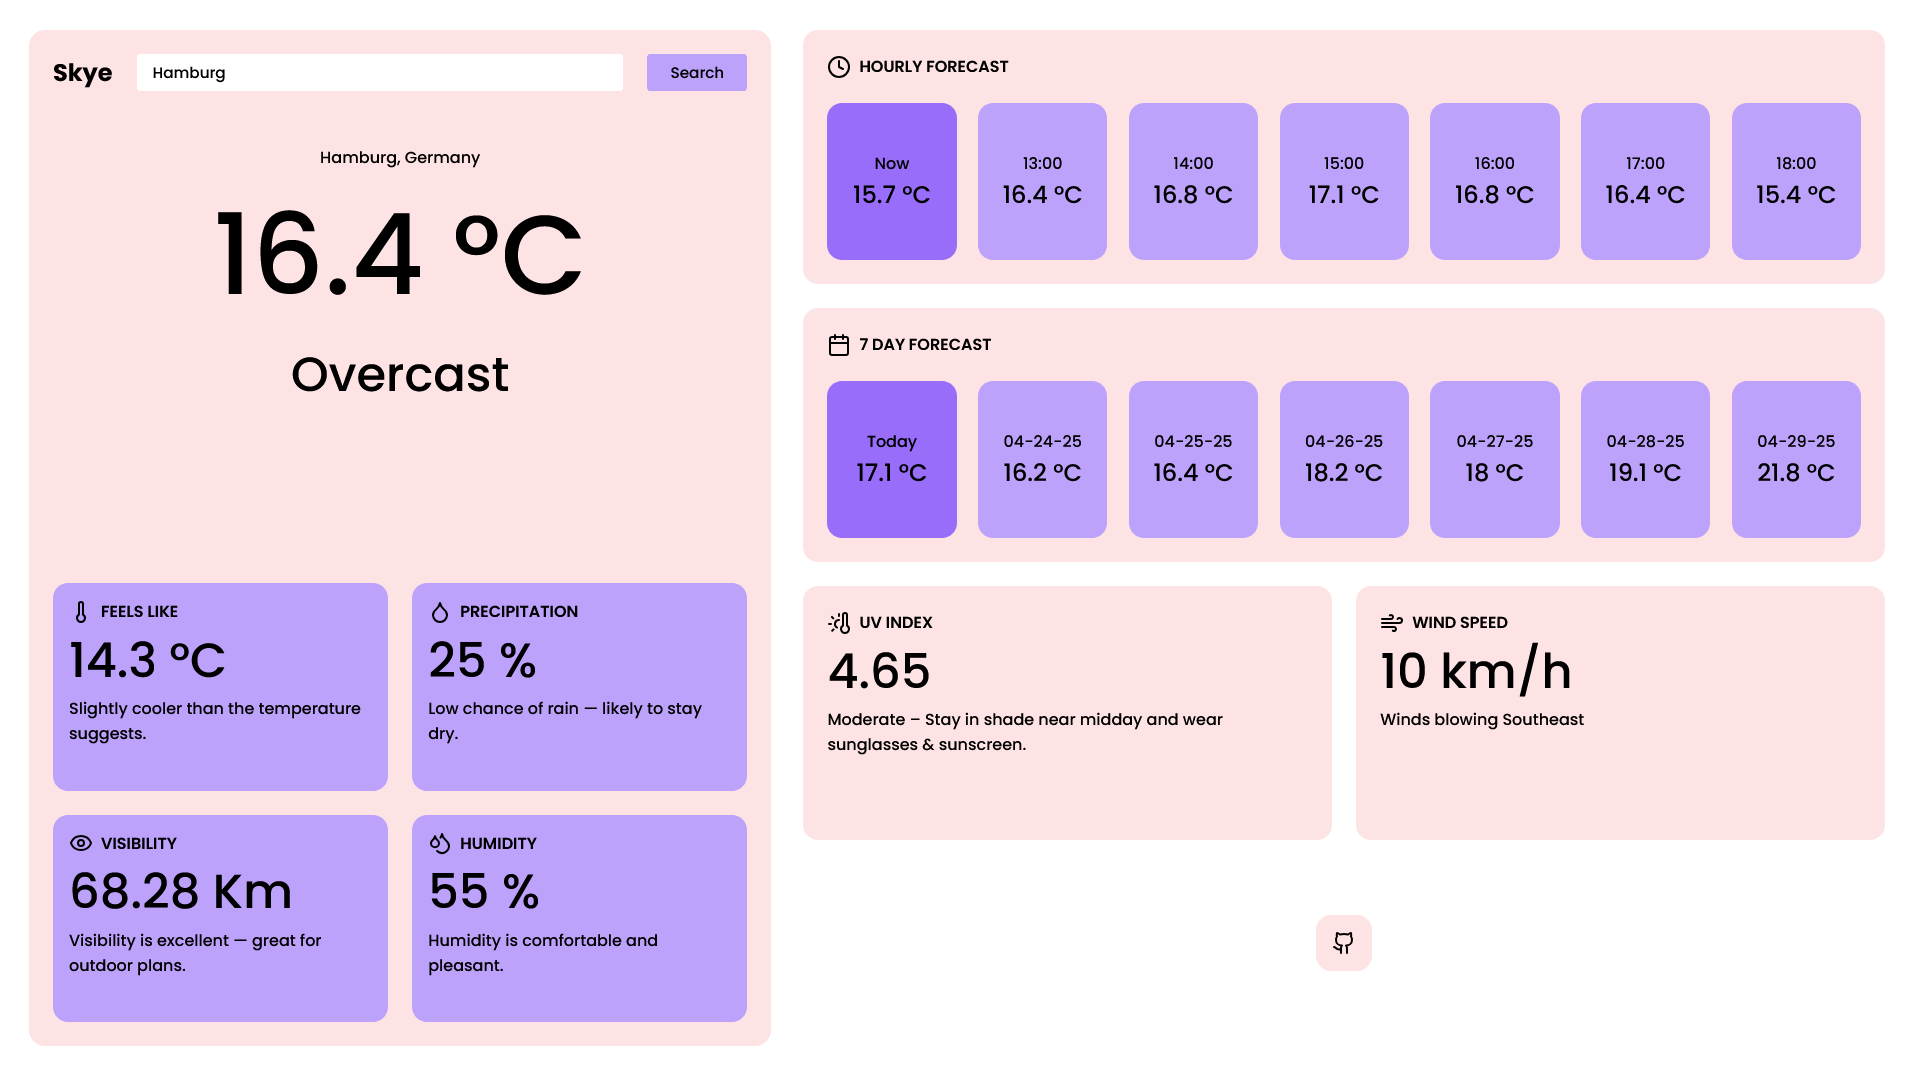 Skye
Hamburg
Search
Hamburg, Germany
16.4 °C
Overcast
FEELS LIKE
14.3 °C
Slightly cooler than the temperature
suggests.
PRECIPITATION
25 %
Low chance of rain — likely to stay
dry.
VISIBILITY
68.28 Km
Visibility is excellent — great for
outdoor plans.
HUMIDITY
55 %
Humidity is comfortable and
pleasant.
HOURLY FORECAST
Now
15.7 °C
13:00
16.4 °C
14:00
16.8 °C
15:00
17.1 °C
16:00
16.8 °C
17:00
16.4 °C
18:00
15.4 °C
7 DAY FORECAST
Today
17.1 °C
04-24-25
16.2 °C
04-25-25
16.4 °C
04-26-25
18.2 °C
04-27-25
18 °C
04-28-25
19.1 °C
04-29-25
21.8 °C
UV INDEX
4.65
Moderate – Stay in shade near midday and wear
sunglasses & sunscreen.
WIND SPEED
10 km/h
Winds blowing Southeast